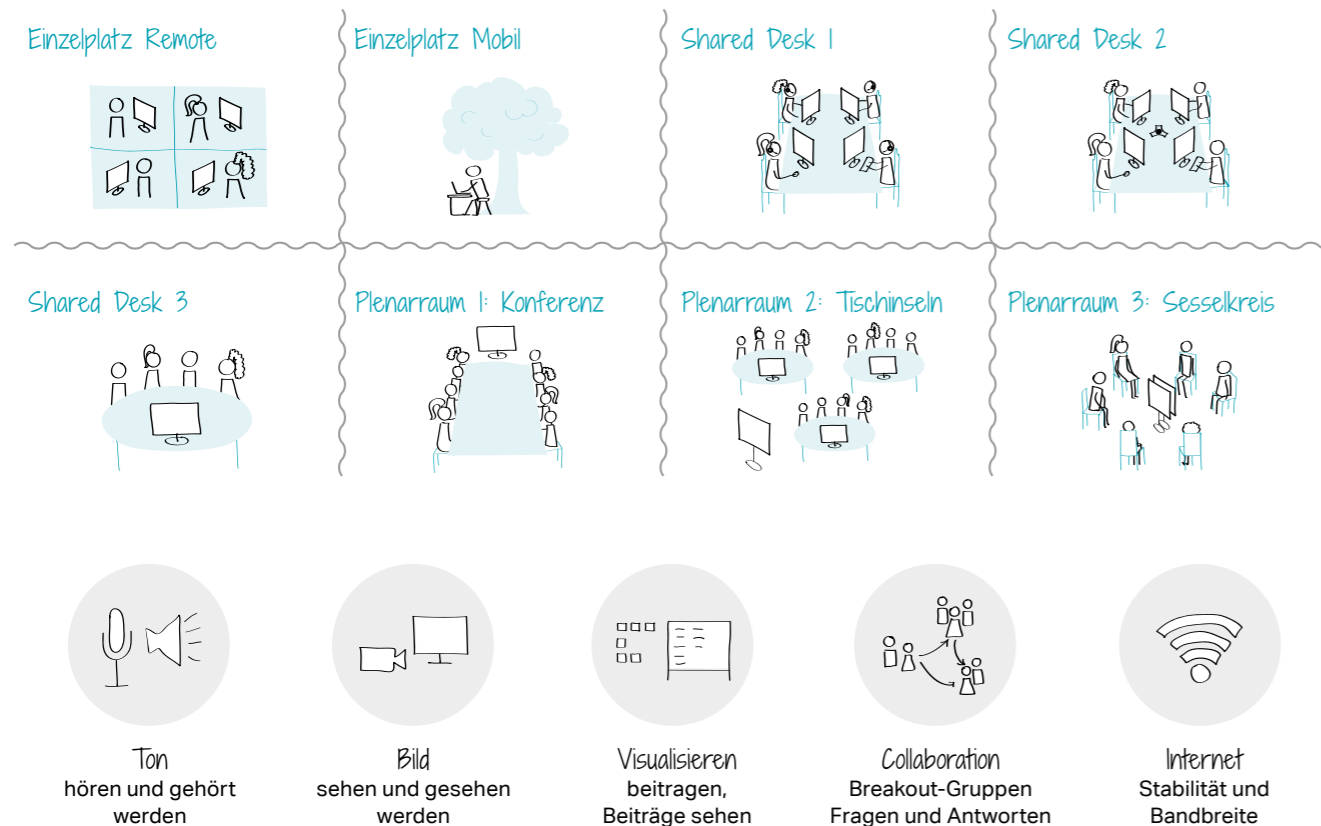 Einzelplatz Remote
Einzelplatz Mobil
Shared Desk 1
Shared Desk 2
Shared Desk 3
Plenarraum 1: Konferenz
Plenarraum 2: Tischinseln
Plenarraum 3: Sesselkreis
Ton
hören und gehört
werden
Bild
sehen und gesehen
werden
Visualisieren
beitragen,
Beiträge sehen
Collaboration
Breakout-Gruppen
Fragen und Antworten
Internet
Stabilität und
Bandbreite